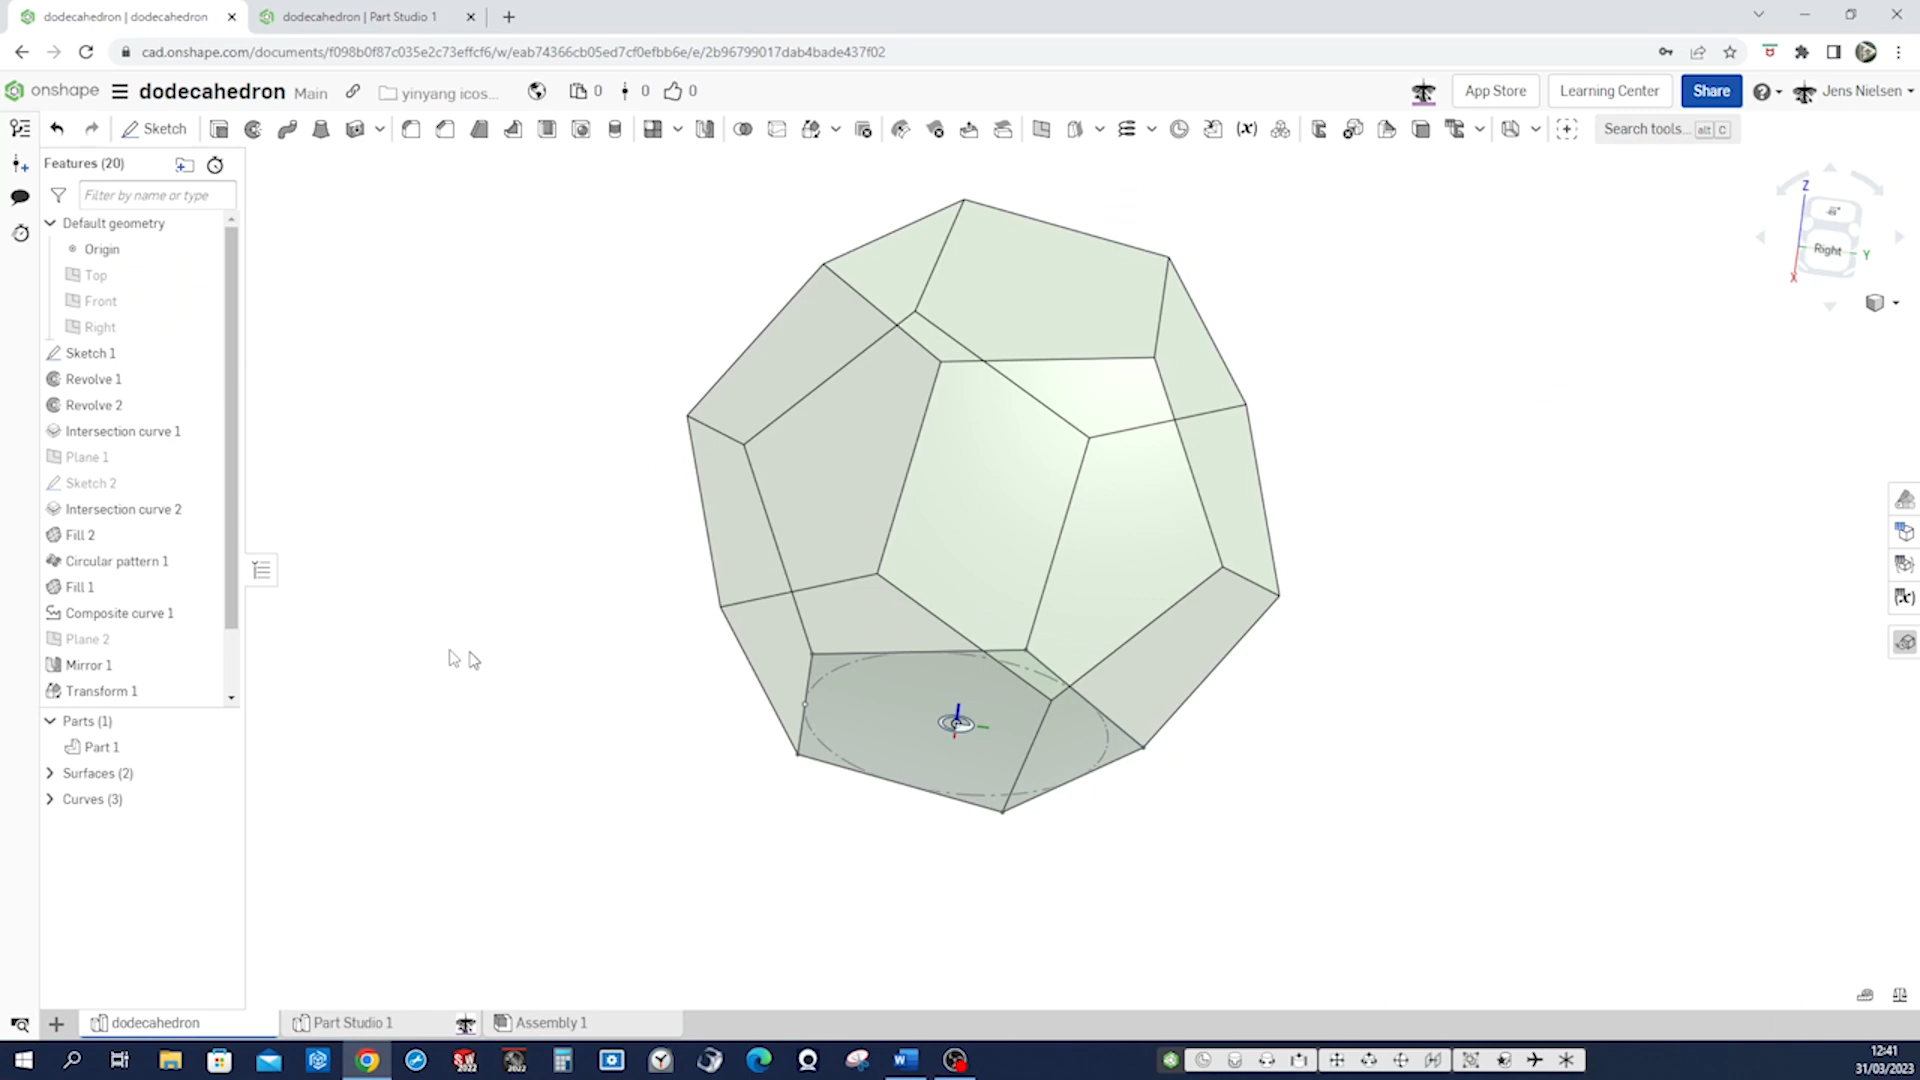 dodecahedron | dodecahedron
dodecahedron | Part Studio 1
cad.onshape.com/documents/f098b0f87c035e2c73effcf6/w/eab74366cb05ed7cf0efbb6e/e/2b96799017dab4bade437f02
onshape
dodecahedron Main
yinyang icos...
0 0 0
App Store
Learning Center
Share
Jens Nielsen
Sketch
Search tools... alt C
Features (20)
Filter by name or type
Default geometry
Origin
Top
Front
Right
Sketch 1
Revolve 1
Revolve 2
Intersection curve 1
Plane 1
Sketch 2
Intersection curve 2
Fill 2
Circular pattern 1
Fill 1
Composite curve 1
Plane 2
Mirror 1
Transform 1
Parts (1)
Part 1
Surfaces (2)
Curves (3)
Z
Right
Y
X
dodecahedron
Part Studio 1
Assembly 1
12:41
31/03/2023